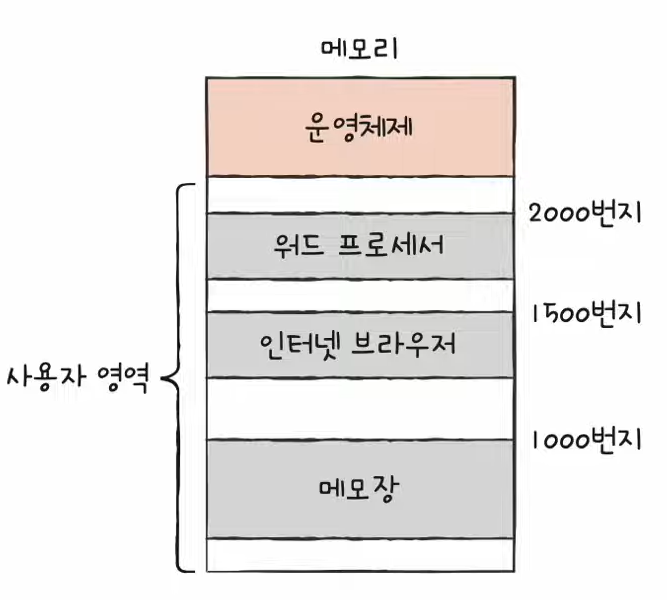 메모리
운영체제
2000번지
워드 프로세서
1500번지
인터넷 브라우저
사용자 영역
1000번지
메모장